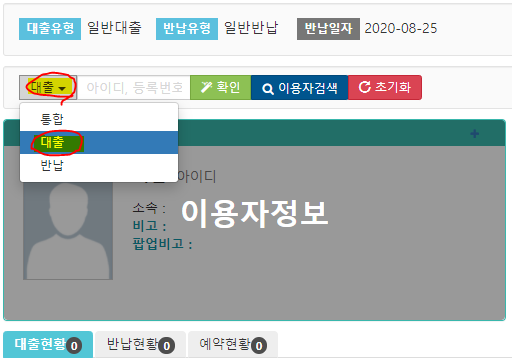 대출유형 일반대출 반납유형 일반반납 반납일자 2020-08-25
대출 아이디, 등록번호 확인 이용자검색 초기화
통합
대출
반납
아이디
소속 :
이용자정보
비고 :
팝업비고 :
대출현황 0 반납현황 0 예약현황 0